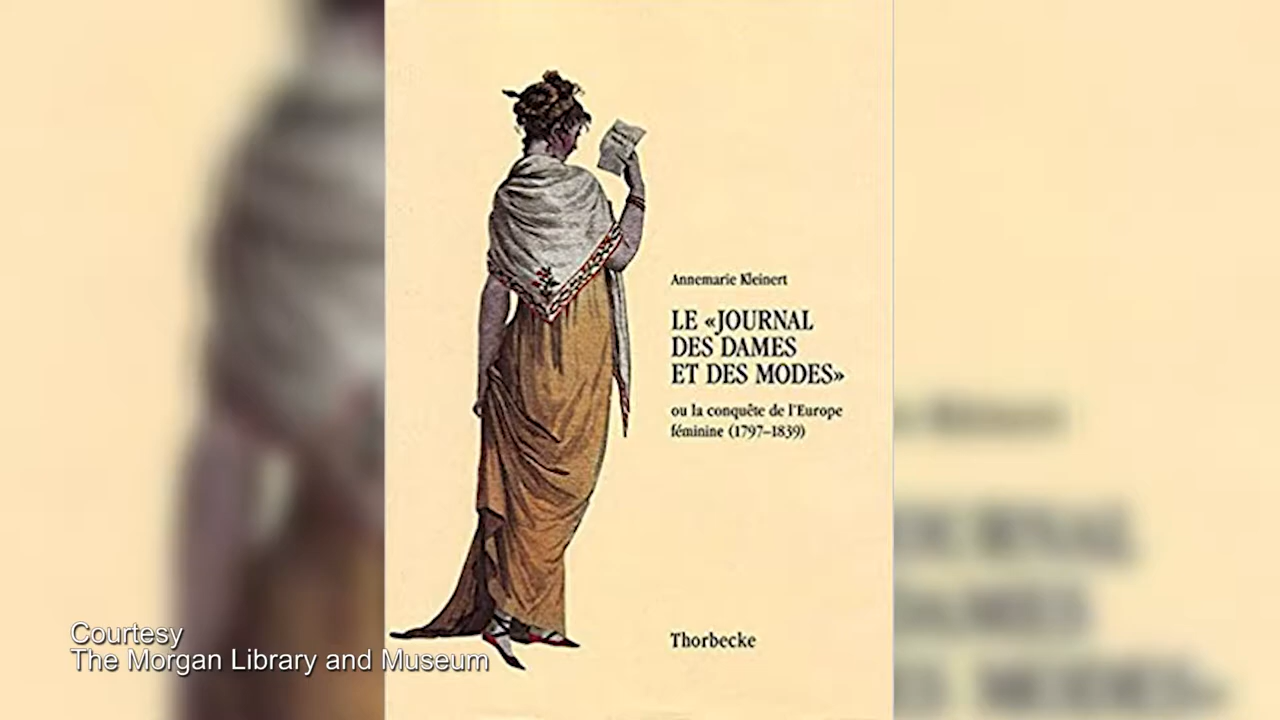 Annemarie Kleinert
LE «JOURNAL
DES DAMES
ET DES MODES»
ou la conquête de l'Europe
féminine (1797–1839)
Thorbecke
Courtesy
The Morgan Library and Museum